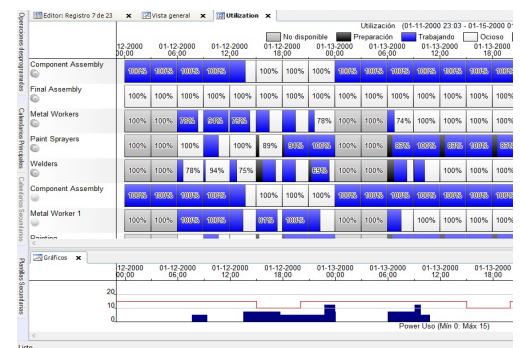 Editor: Registro 7 de 23 x Vista general x Utilization x
Utilización (01-11-2000 23:03 - 01-15-2000 0
No disponible Preparación Trabajando Ocioso
12-2000 01-12-2000 01-12-2000 01-12-2000 01-13-2000 01-13-2000 01-13-2000 01-13-2000
00:00 06:00 12:00 18:00 00:00 06:00 12:00 18:00
Component Assembly 100% 100% 100% 100% 100% 100% 100% 100% 100% 100% 100% 100% 100% 100%
Final Assembly 100% 100% 100% 100% 100% 100% 100% 100% 100% 100% 100% 100% 100% 100% 100%
Metal Workers 100% 100% 75% 94% 75% 78% 100% 100% 74% 100% 100% 100% 100%
Paint Sprayers 100% 100% 100% 89% 94% 100% 100% 100% 83% 100% 83% 100%
Welders 100% 100% 78% 94% 75% 69% 100% 100% 100% 100% 100%
Component Assembly 100% 100% 100% 100% 100% 100% 100% 100% 100% 100% 100% 100% 100% 100%
Metal Worker 1 100% 100% 100% 100% 97% 100% 100% 100% 100% 100% 100% 100%
Painting
Operaciones desprogramadas
Calendarios Principales
Calendarios Secundarios
Plantillas Secundarias
Gráficos x
12-2000 01-12-2000 01-12-2000 01-12-2000 01-13-2000 01-13-2000 01-13-2000 01-13-2000
00:00 06:00 12:00 18:00 00:00 06:00 12:00 18:00
20
10
0
Power Uso (Mín 0: Máx 15)
Listo